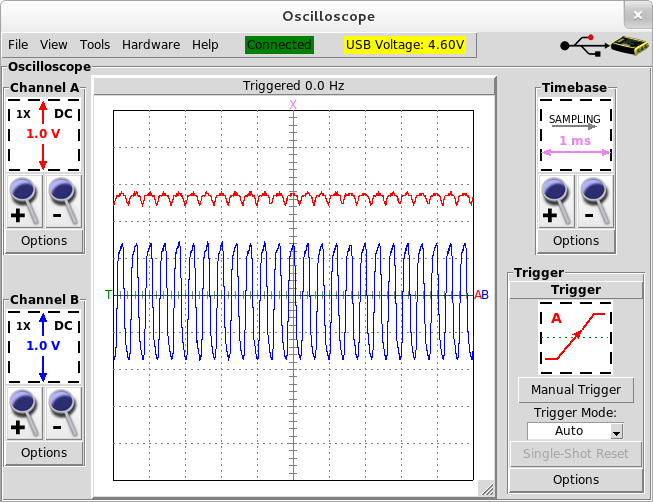 Oscilloscope
×
File View Tools Hardware Help Connected USB Voltage: 4.60V
Oscilloscope
Channel A
1X DC
1.0 V
+ -
Options
Channel B
1X DC
1.0 V
+ -
Options
Triggered 0.0 Hz
X
T
AB
Timebase
SAMPLING
1 ms
+ -
Options
Trigger
Trigger
A
Manual Trigger
Trigger Mode:
Auto
Single-Shot Reset
Options